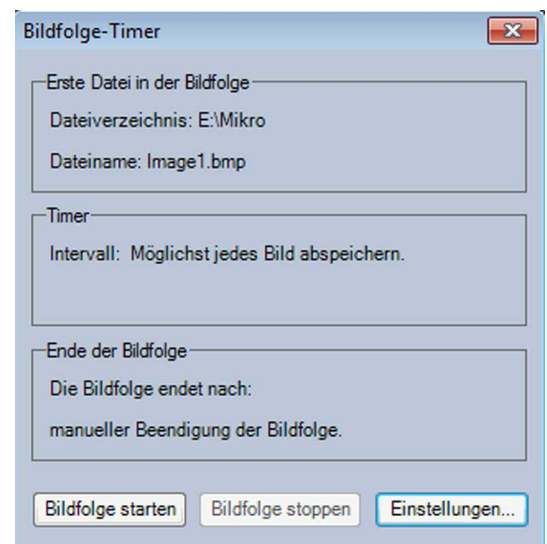 Bildfolge-Timer
Erste Datei in der Bildfolge
Dateiverzeichnis: E:\Mikro
Dateiname: Image1.bmp
Timer
Intervall: Möglichst jedes Bild abspeichern.
Ende der Bildfolge
Die Bildfolge endet nach:
manueller Beendigung der Bildfolge.
Bildfolge starten Bildfolge stoppen Einstellungen...